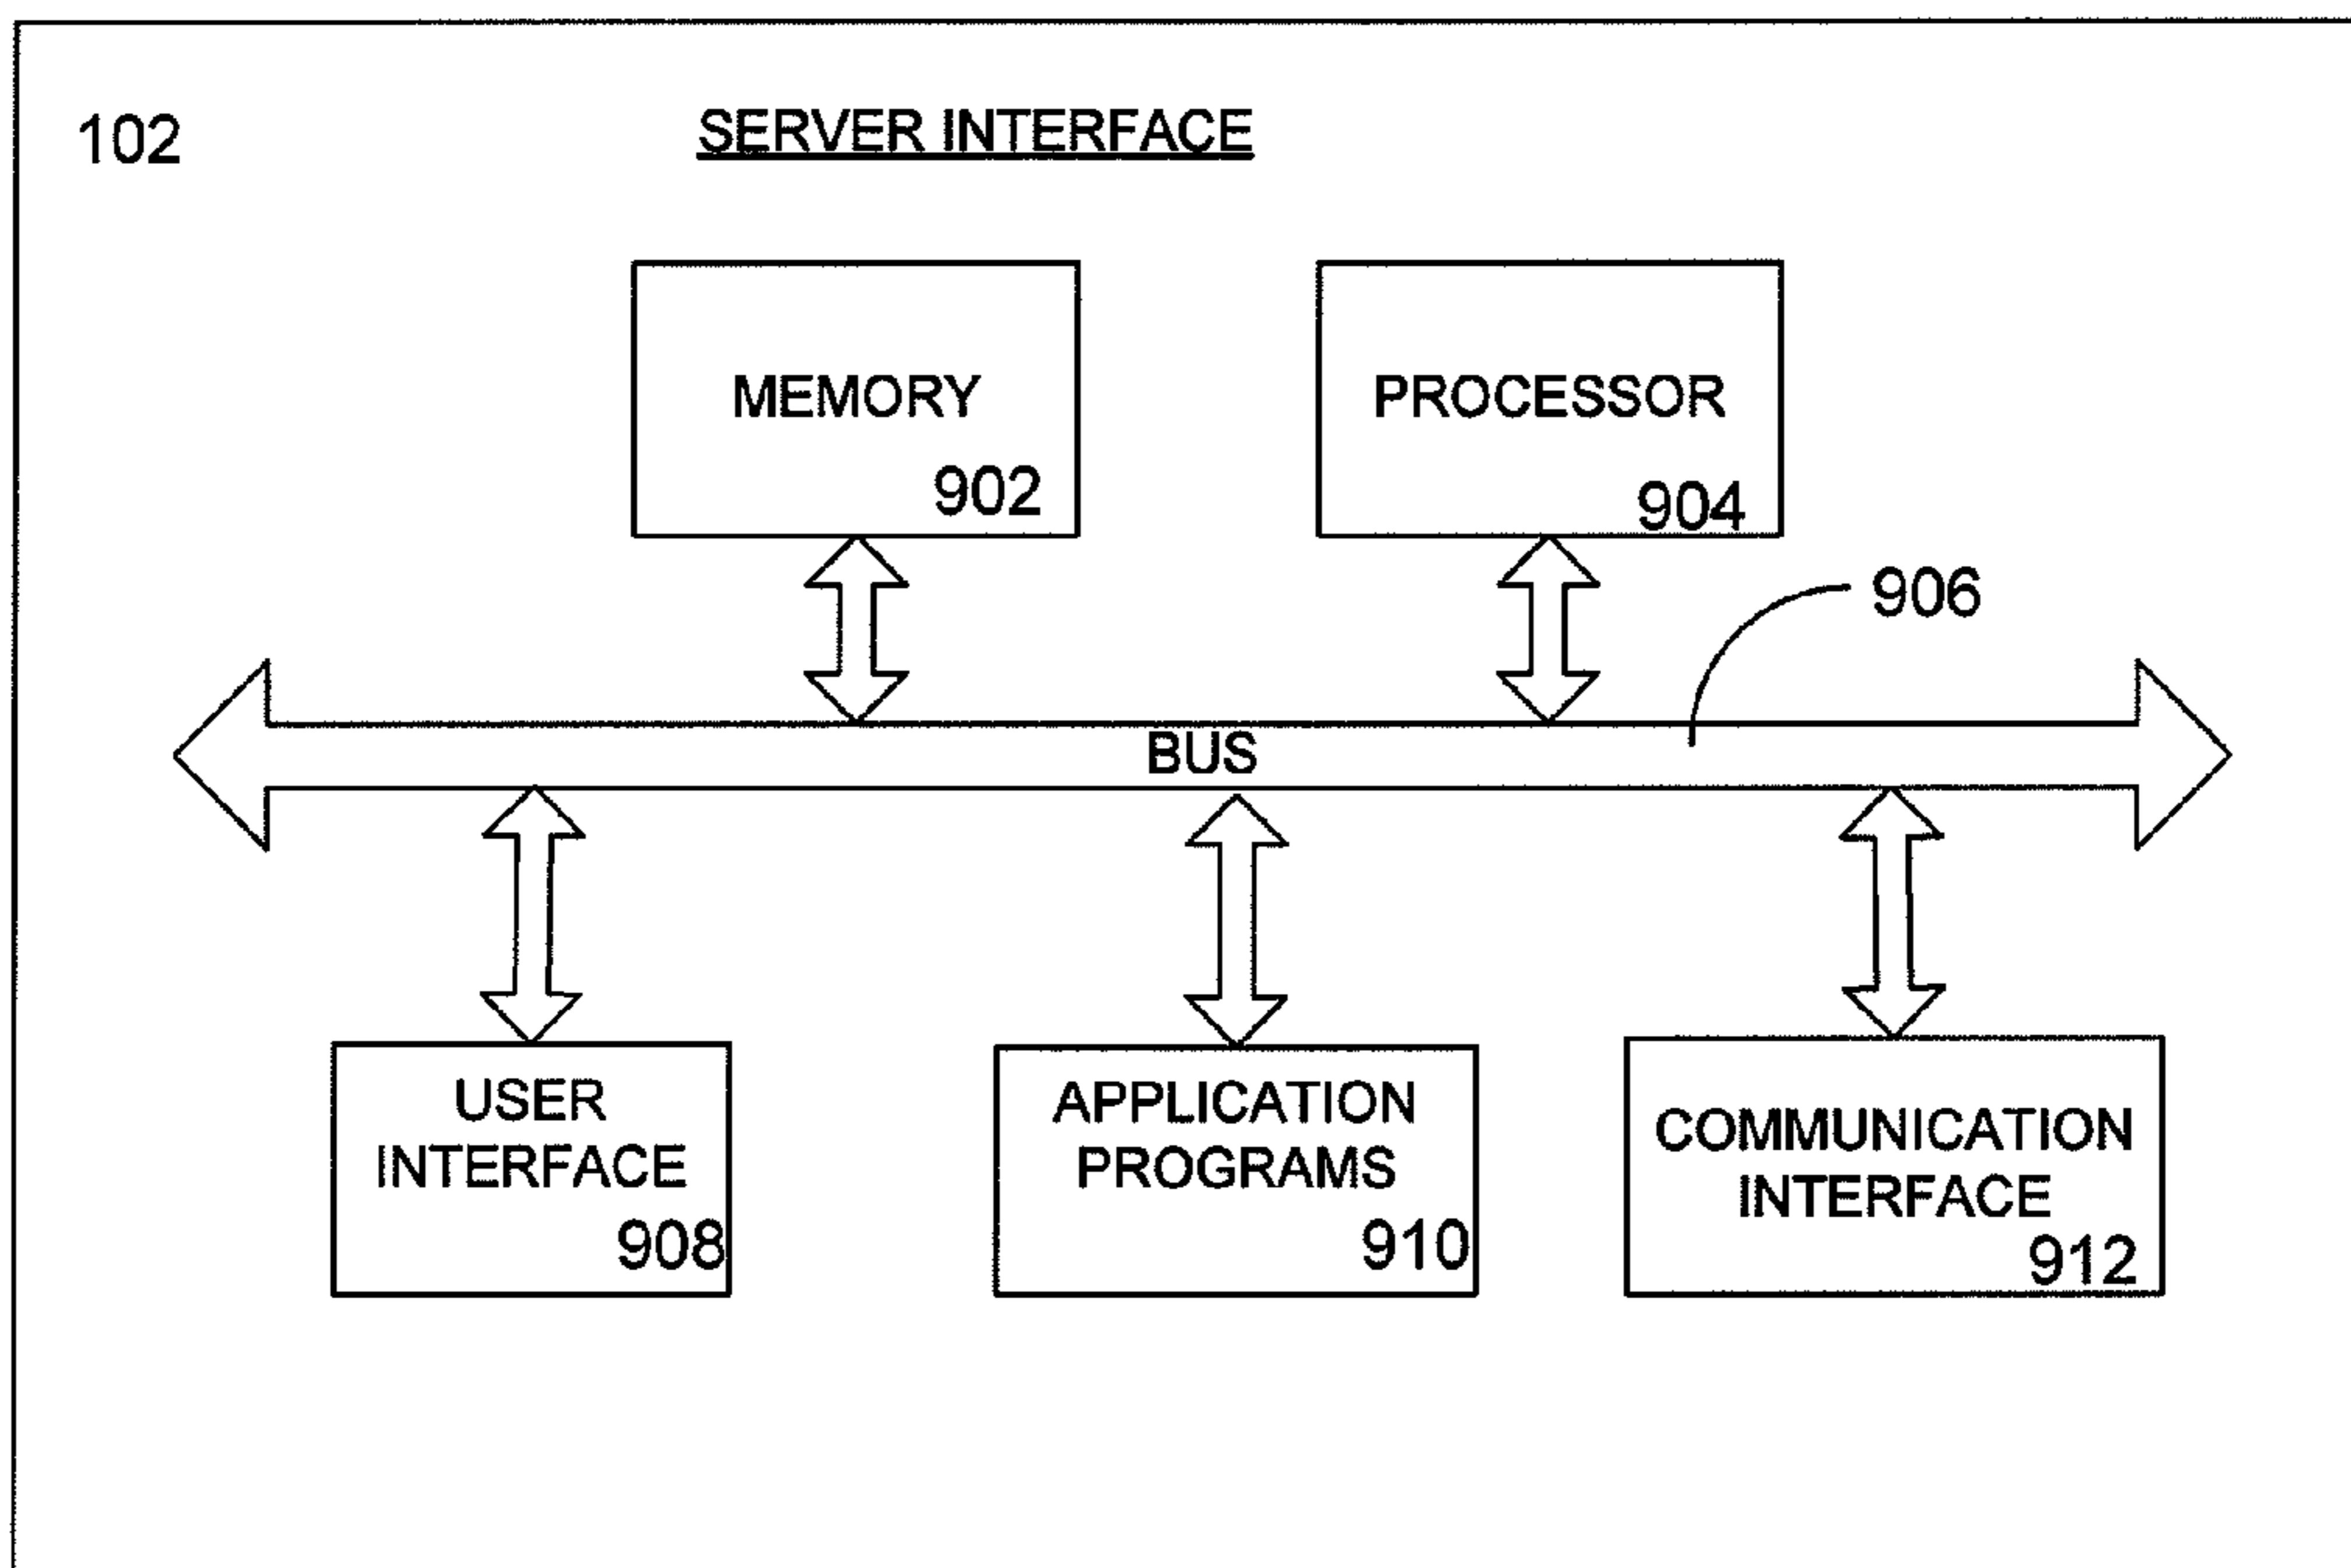 102
SERVER INTERFACE
MEMORY
902
PROCESSOR
904
906
BUS
USER
INTERFACE
908
APPLICATION
PROGRAMS
910
COMMUNICATION
INTERFACE
912